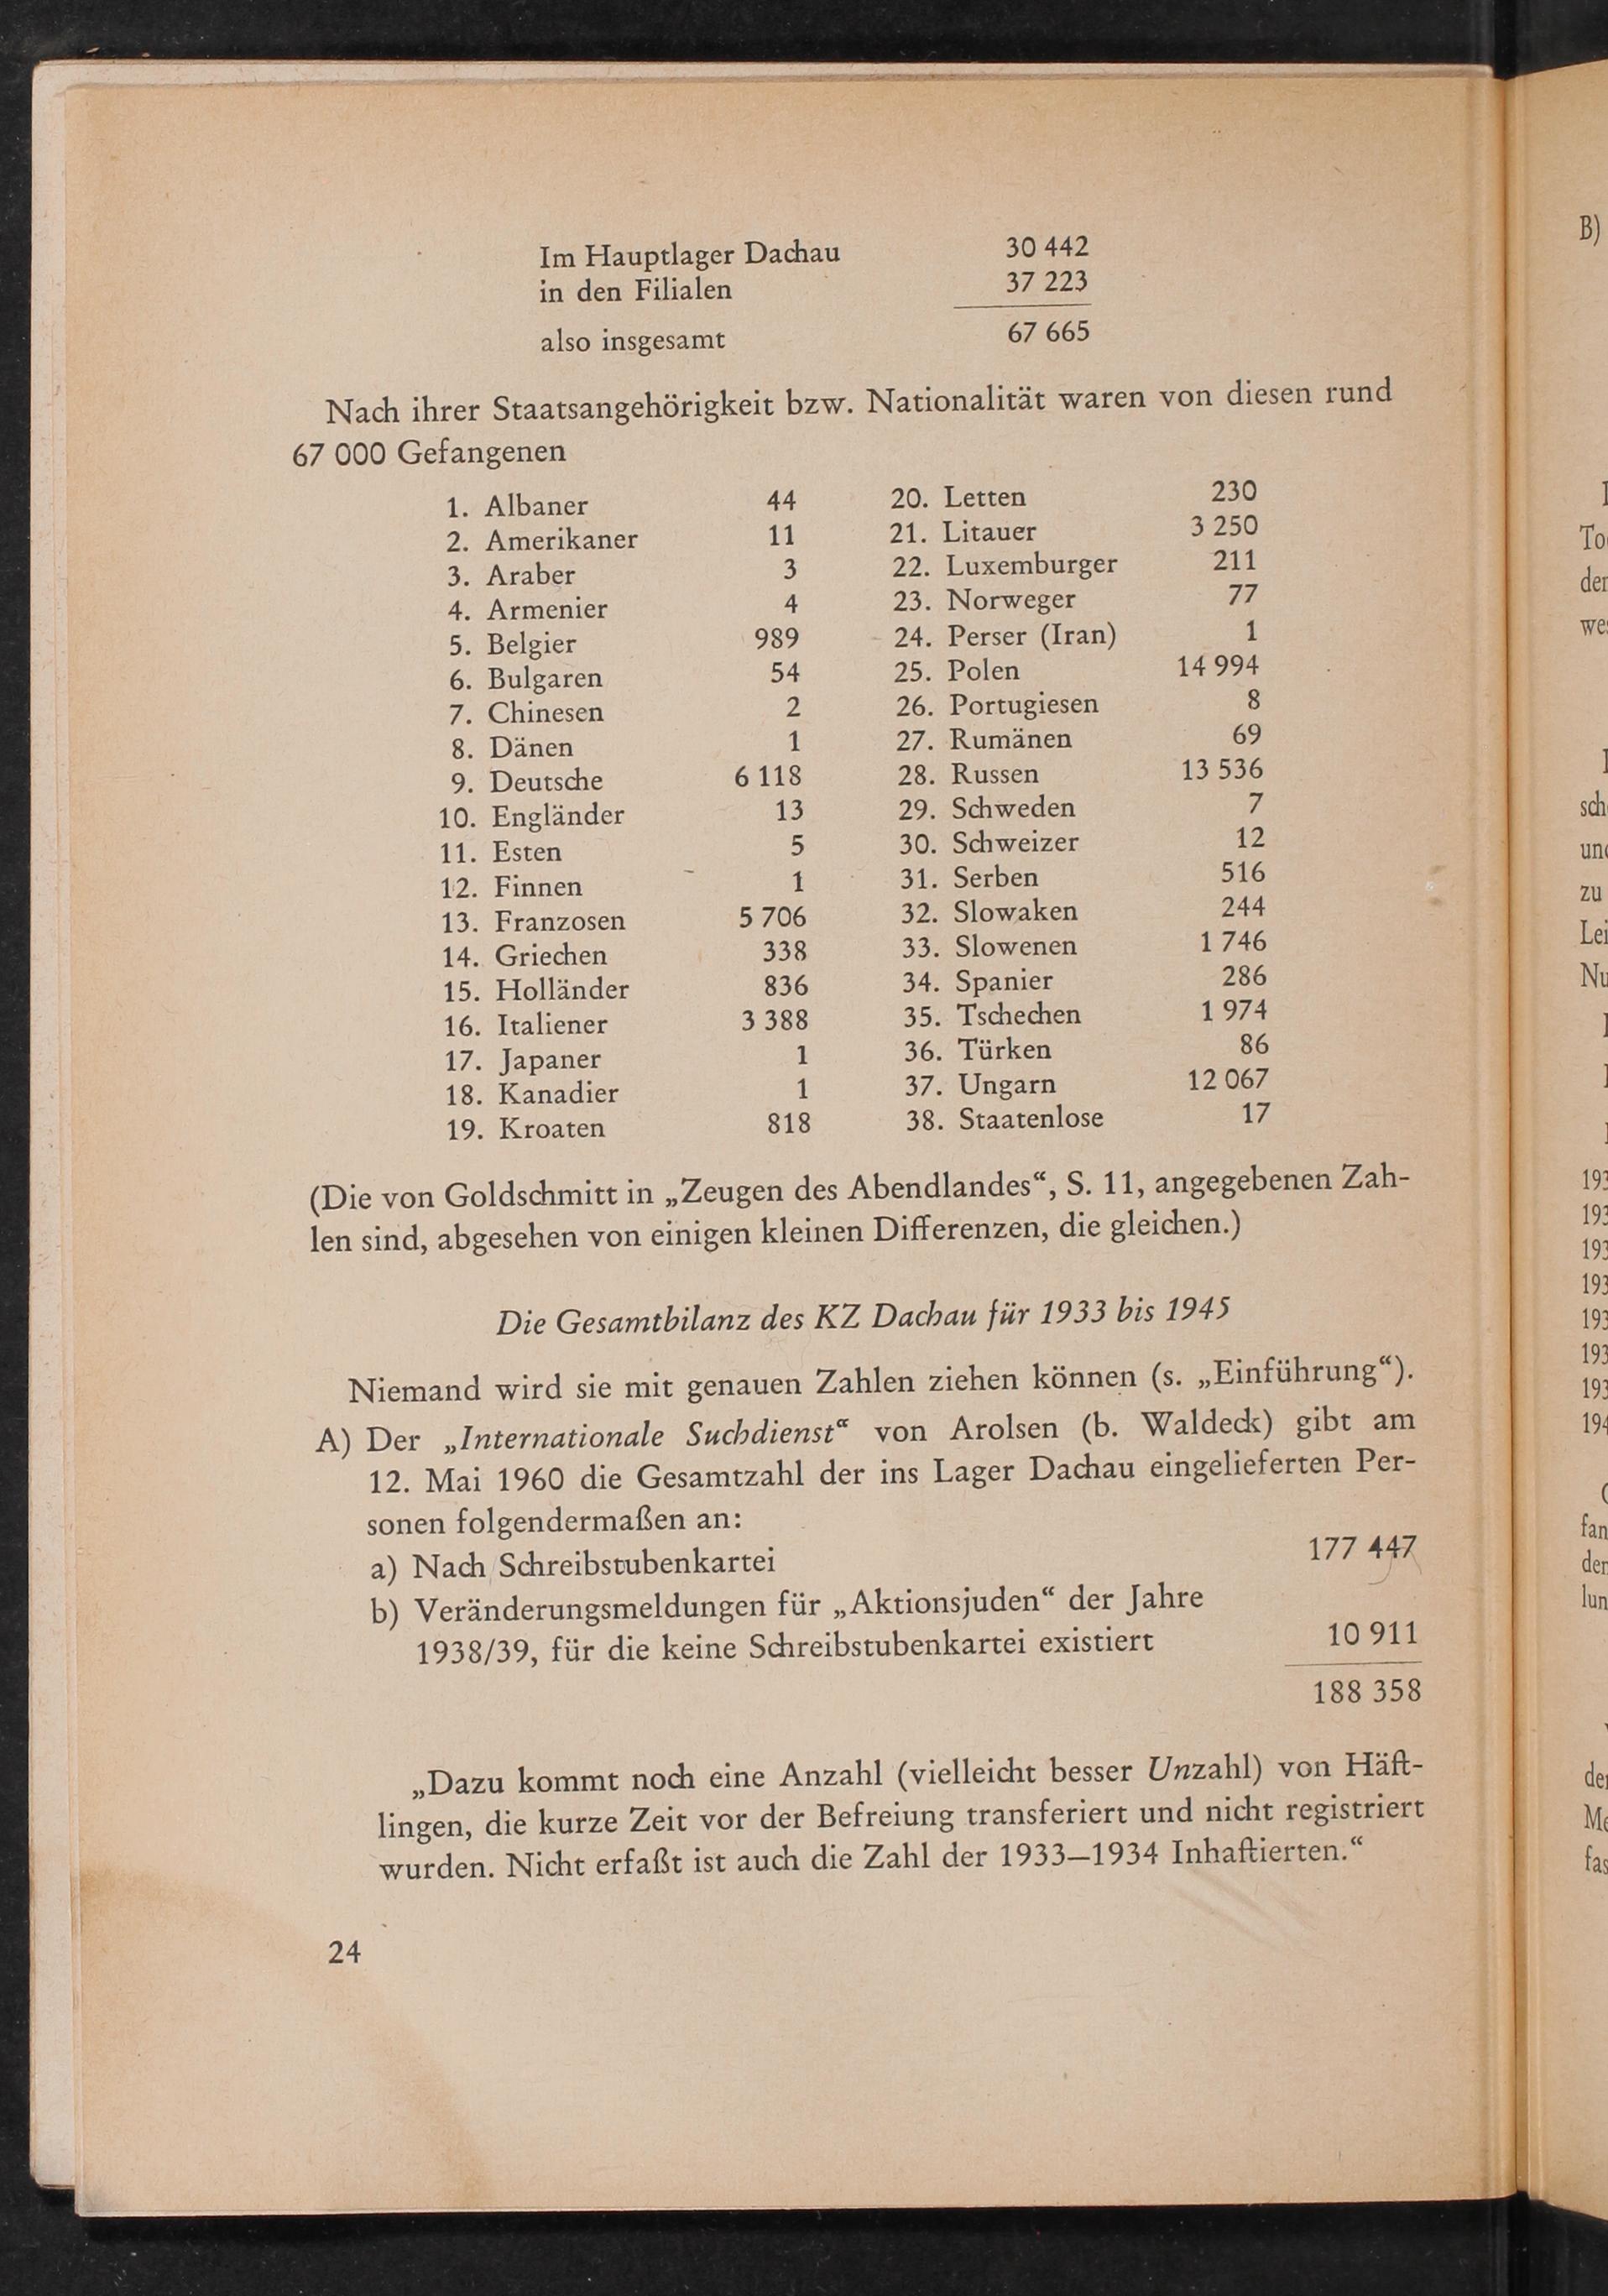 Im Hauptlager Dachau 30 442
in den Filialen 37 223
also insgesamt 67 665
Nach ihrer Staatsangehörigkeit bzw. Nationalität waren von diesen rund
67 000 Gefangenen
1. Albaner 44
2. Amerikaner 11
3. Araber 3
4. Armenier 4
5. Belgier 989
6. Bulgaren 54
7. Chinesen 2
8. Dänen 1
9. Deutsche 6 118
10. Engländer 13
11. Esten 5
12. Finnen 1
13. Franzosen 5 706
14. Griechen 338
15. Holländer 836
16. Italiener 3 388
17. Japaner 1
18. Kanadier 1
19. Kroaten 818
20. Letten 230
21. Litauer 3 250
22. Luxemburger 211
23. Norweger 77
24. Perser (Iran) 1
25. Polen 14 994
26. Portugiesen 8
27. Rumänen 69
28. Russen 13 536
29. Schweden 7
30. Schweizer 12
31. Serben 516
32. Slowaken 244
33. Slowenen 1 746
34. Spanier 286
35. Tschechen 1 974
36. Türken 86
37. Ungarn 12 067
38. Staatenlose 17
(Die von Goldschmitt in „Zeugen des Abendlandes“, S. 11, angegebenen Zah-
len sind, abgesehen von einigen kleinen Differenzen, die gleichen.)
Die Gesamtbilanz des KZ Dachau für 1933 bis 1945
Niemand wird sie mit genauen Zahlen ziehen können (s. „Einführung“).
A) Der „Internationale Suchdienst“ von Arolsen (b. Waldeck) gibt am
12. Mai 1960 die Gesamtzahl der ins Lager Dachau eingelieferten Per-
sonen folgendermaßen an:
a) Nach Schreibstubenkartei 177 447
b) Veränderungsmeldungen für „Aktionsjuden“ der Jahre
1938/39, für die keine Schreibstubenkartei existiert 10 911
188 358
„Dazu kommt noch eine Anzahl (vielleicht besser Unzahl) von Häft-
lingen, die kurze Zeit vor der Befreiung transferiert und nicht registriert
wurden. Nicht erfaßt ist auch die Zahl der 1933—1934 Inhaftierten.“
24
B)